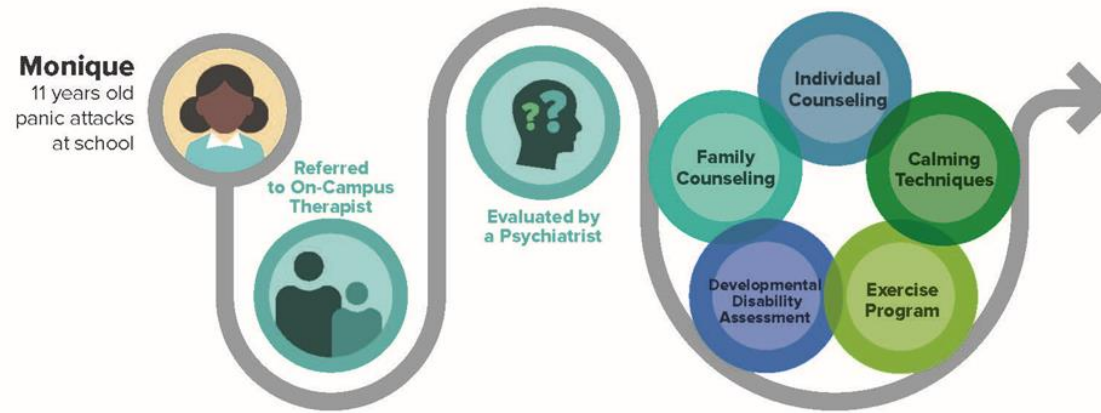 Monique
11 years old
panic attacks
at school
Referred
to On-Campus
Therapist
? ?
Evaluated by
a Psychiatrist
Individual
Counseling
Family
Counseling
Calming
Techniques
Developmental
Disability
Assessment
Exercise
Program